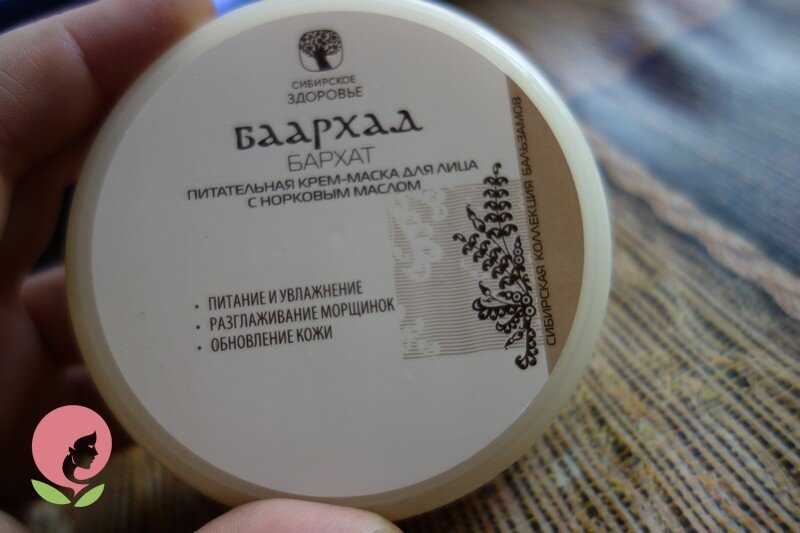 СИБИРСКОЕ
ЗДОРОВЬЕ
БААРХАД
БАРХАТ
ПИТАТЕЛЬНАЯ КРЕМ-МАСКА ДЛЯ ЛИЦА
С НОРКОВЫМ МАСЛОМ
• ПИТАНИЕ И УВЛАЖНЕНИЕ
• РАЗГЛАЖИВАНИЕ МОРЩИНОК
• ОБНОВЛЕНИЕ КОЖИ
СИБИРСКАЯ КОЛЛЕКЦИЯ БАЛЬЗАМОВ